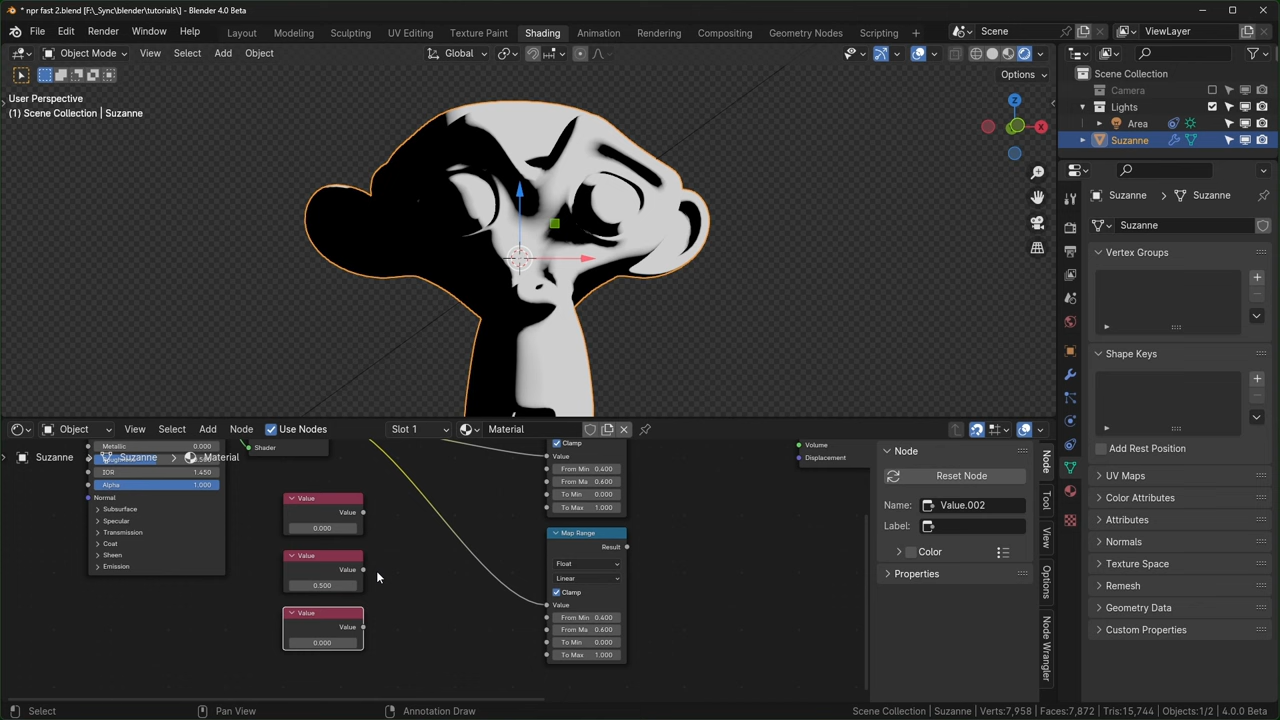 * npr fast 2.blend [F:\_Sync\blender\tutorials\] - Blender 4.0 Beta
File Edit Render Window Help
Layout Modeling Sculpting UV Editing Texture Paint Shading Animation Rendering Compositing Geometry Nodes Scripting +
Scene ViewLayer
Object Mode View Select Add Object Global
Options
User Perspective
(1) Scene Collection | Suzanne
Z
X
Scene Collection
Camera
Lights
Area
Suzanne
Suzanne Suzanne
Suzanne
Vertex Groups
Shape Keys
Add Rest Position
UV Maps
Color Attributes
Attributes
Normals
Texture Space
Remesh
Geometry Data
Custom Properties
Object View Select Add Node Use Nodes Slot 1 Material
Suzanne Suzanne Material
Metallic 0.000
IOR 1.450
Alpha 1.000
Normal
Subsurface
Specular
Transmission
Coat
Sheen
Emission
Shader
Value
Value
0.000
Value
Value
0.500
Value
Value
0.000
Clamp
Value
From Min 0.400
From Ma 0.600
To Min 0.000
To Max 1.000
Map Range
Result
Float
Linear
Clamp
Value
From Min 0.400
From Ma 0.600
To Min 0.000
To Max 1.000
Volume
Displacement
Node
Reset Node
Name: Value.002
Label:
Color
Properties
Node
Tool
View
Options
Node Wrangler
Select Pan View Annotation Draw
Scene Collection | Suzanne Verts:7,958 | Faces:7,872 | Tris:15,744 | Objects:1/2 | 4.0.0 Beta